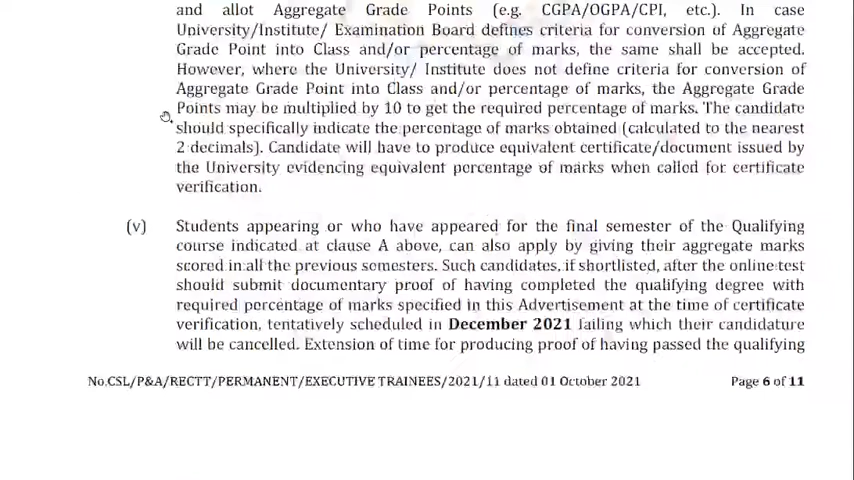 and allot Aggregate Grade Points (e.g. CGPA/OGPA/CPI, etc.). In case
University/Institute/ Examination Board defines criteria for conversion of Aggregate
Grade Point into Class and/or percentage of marks, the same shall be accepted.
However, where the University/ Institute does not define criteria for conversion of
Aggregate Grade Point into Class and/or percentage of marks, the Aggregate Grade
Points may be multiplied by 10 to get the required percentage of marks. The candidate
should specifically indicate the percentage of marks obtained (calculated to the nearest
2 decimals). Candidate will have to produce equivalent certificate/document issued by
the University evidencing equivalent percentage of marks when called for certificate
verification.
(v) Students appearing or who have appeared for the final semester of the Qualifying
course indicated at clause A above, can also apply by giving their aggregate marks
scored in all the previous semesters. Such candidates, if shortlisted, after the online test
should submit documentary proof of having completed the qualifying degree with
required percentage of marks specified in this Advertisement at the time of certificate
verification, tentatively scheduled in December 2021 failing which their candidature
will be cancelled. Extension of time for producing proof of having passed the qualifying
No.CSL/P&A/RECTT/PERMANENT/EXECUTIVE TRAINEES/2021/11 dated 01 October 2021 Page 6 of 11